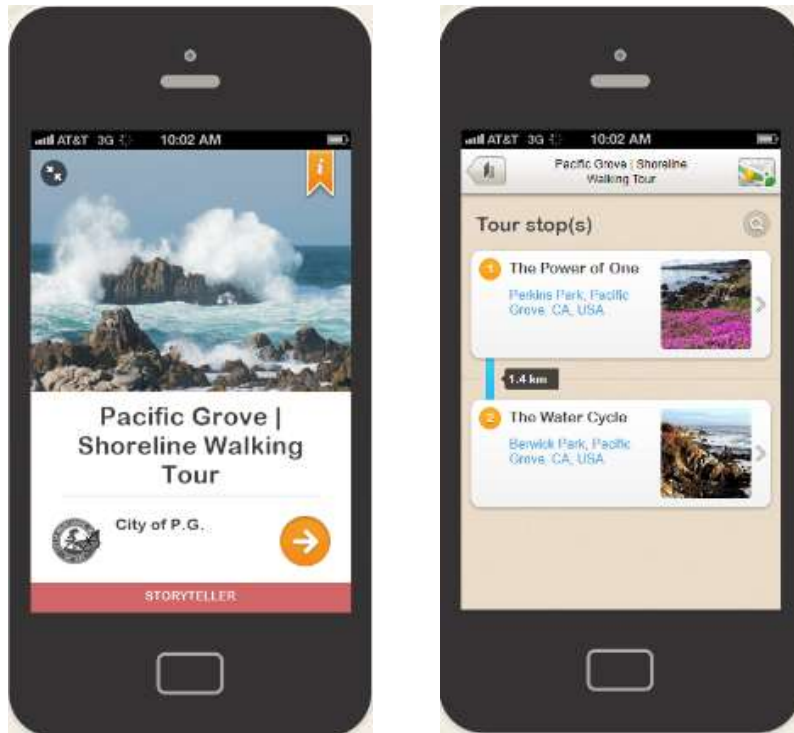 AT&T 3G 10:02 AM
i
Pacific Grove |
Shoreline Walking
Tour
City of P.G.
STORYTELLER
AT&T 3G 10:02 AM
Pacific Grove | Shoreline
Walking Tour
Tour stop(s)
1 The Power of One
Perkins Park, Pacific
Grove, CA, USA
1.4 km
2 The Water Cycle
Berwick Park, Pacific
Grove, CA, USA